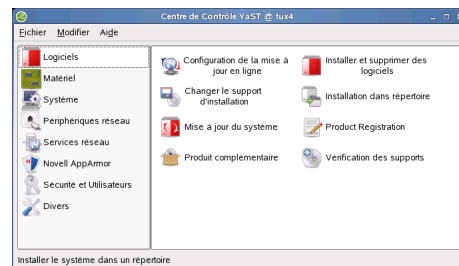 Centre de Contrôle YaST @ tux4
Fichier Modifier Aide
Logiciels
Matériel
Système
Périphériques réseau
Services réseau
Novell AppArmor
Sécurité et Utilisateurs
Divers
Configuration de la mise à
jour en ligne
Installer et supprimer des
logiciels
Changer le support
d'installation
Installation dans répertoire
Mise à jour du système
Product Registration
Produit complémentaire
Vérification des supports
Installer le système dans un répertoire